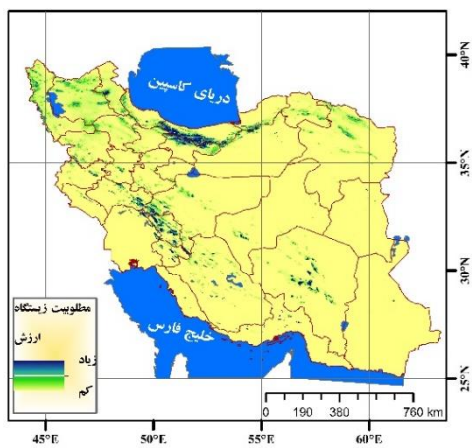 40°N
35°N
30°N
25°N
دریای کاسپین
خلیج فارس
مطلوبیت زیستگاه
ارزش
زیاد
کم
0 190 380 760 km
45°E 50°E 55°E 60°E